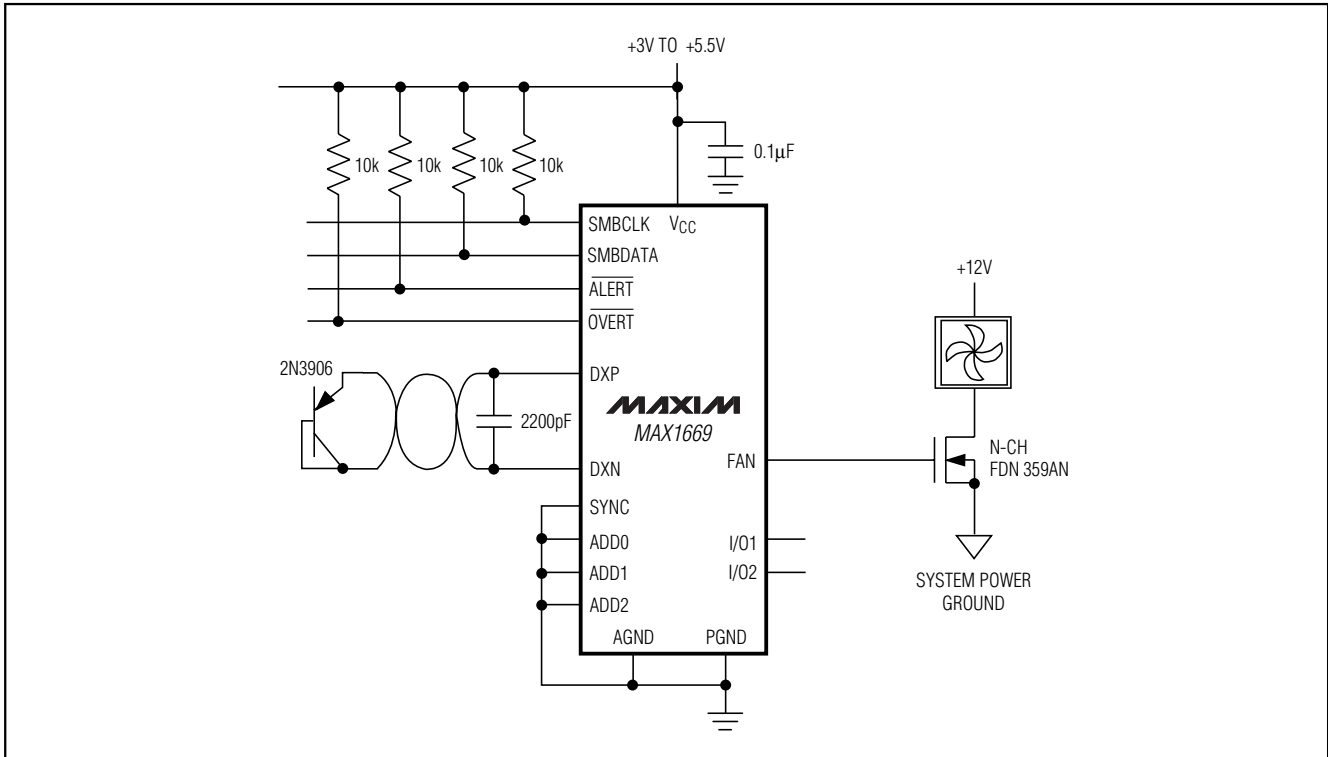 +3V TO +5.5V
10k
10k
10k
10k
0.1μF
SMBCLK
VCC
SMBDATA
ALERT
OVERT
+12V
2N3906
DXP
2200pF
MAXIM
MAX1669
DXN
FAN
N-CH
FDN 359AN
SYNC
ADD0
I/O1
ADD1
I/O2
ADD2
SYSTEM POWER
GROUND
AGND
PGND